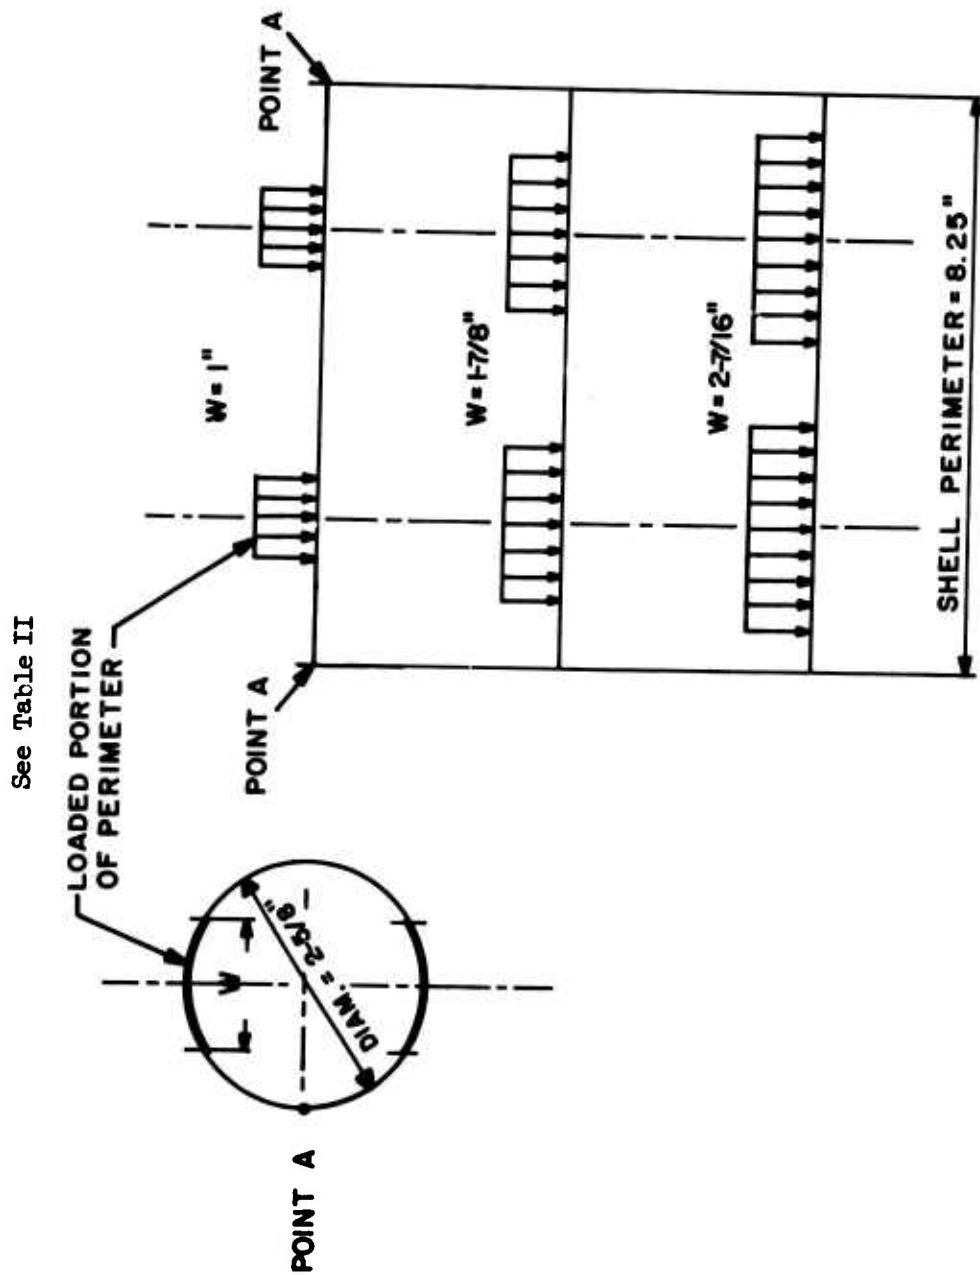 See Table II
LOADED PORTION
OF PERIMETER
POINT A
W
DIAM. = 2-5/8"
POINT A
POINT A
W = 1"
W = 1-7/8"
W = 2-7/16"
SHELL PERIMETER = 8.25"